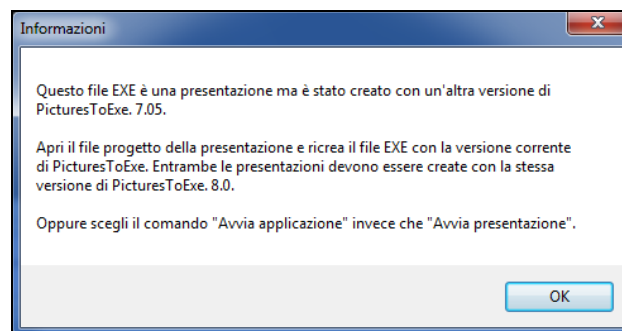 Informazioni
Questo file EXE è una presentazione ma è stato creato con un'altra versione di
PicturesToExe. 7.05.
Apri il file progetto della presentazione e ricrea il file EXE con la versione corrente
di PicturesToExe. Entrambe le presentazioni devono essere create con la stessa
versione di PicturesToExe. 8.0.
Oppure scegli il comando "Avvia applicazione" invece che "Avvia presentazione".
OK